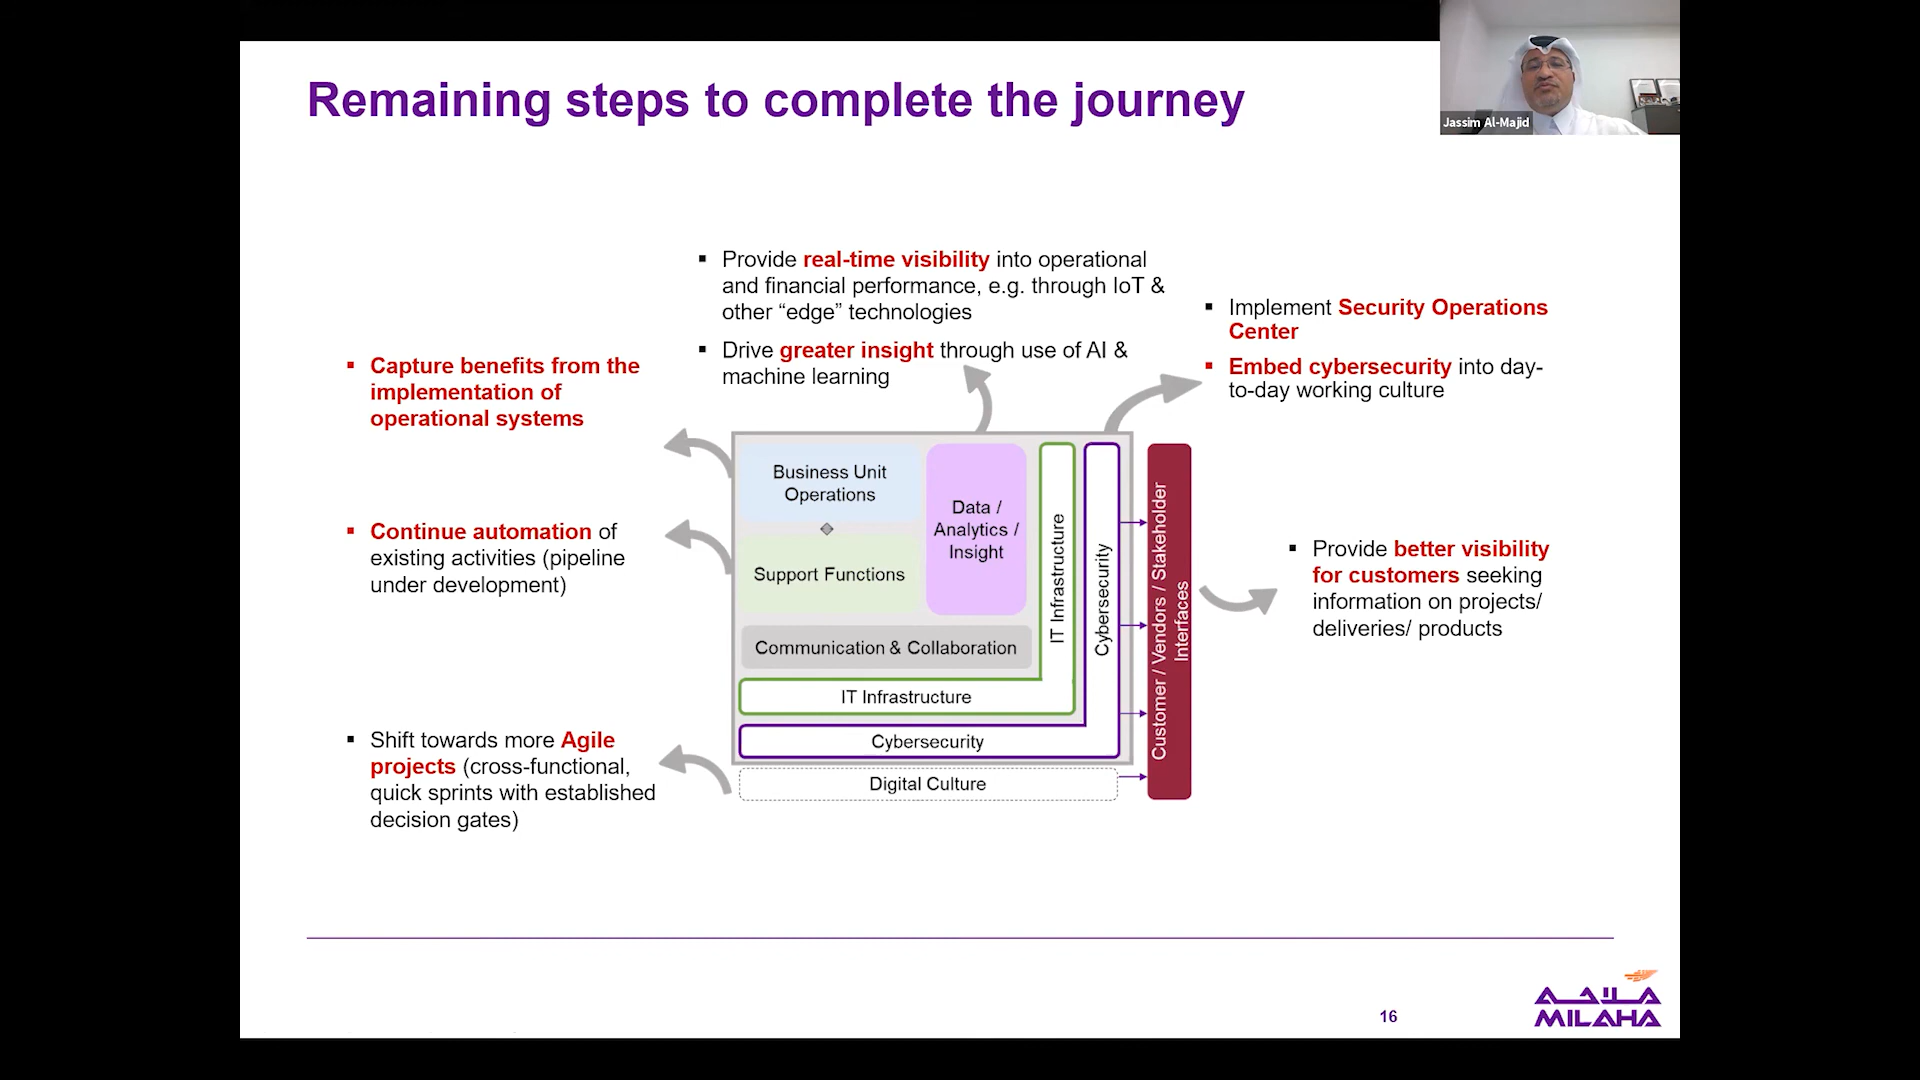 Remaining steps to complete the journey
Jassim Al-Majid
▪ Provide real-time visibility into operational
and financial performance, e.g. through IoT &
other “edge” technologies
▪ Drive greater insight through use of AI &
machine learning
▪ Implement Security Operations
Center
▪ Embed cybersecurity into day-
to-day working culture
▪ Capture benefits from the
implementation of
operational systems
▪ Continue automation of
existing activities (pipeline
under development)
▪ Shift towards more Agile
projects (cross-functional,
quick sprints with established
decision gates)
Business Unit
Operations
Support Functions
Data /
Analytics /
Insight
Communication & Collaboration
IT Infrastructure
IT Infrastructure
Cybersecurity
Cybersecurity
Digital Culture
Customer / Vendors / Stakeholder
Interfaces
▪ Provide better visibility
for customers seeking
information on projects/
deliveries/ products
16
ملاحة
MILAHA